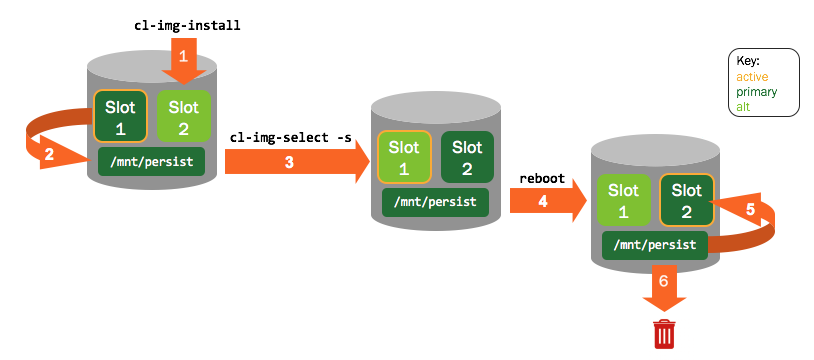 cl-img-install
1
Slot
1
Slot
2
2
/mnt/persist
cl-img-select -s
3
Slot
1
Slot
2
/mnt/persist
reboot
4
Slot
1
Slot
2
5
/mnt/persist
6
Key:
active
primary
alt